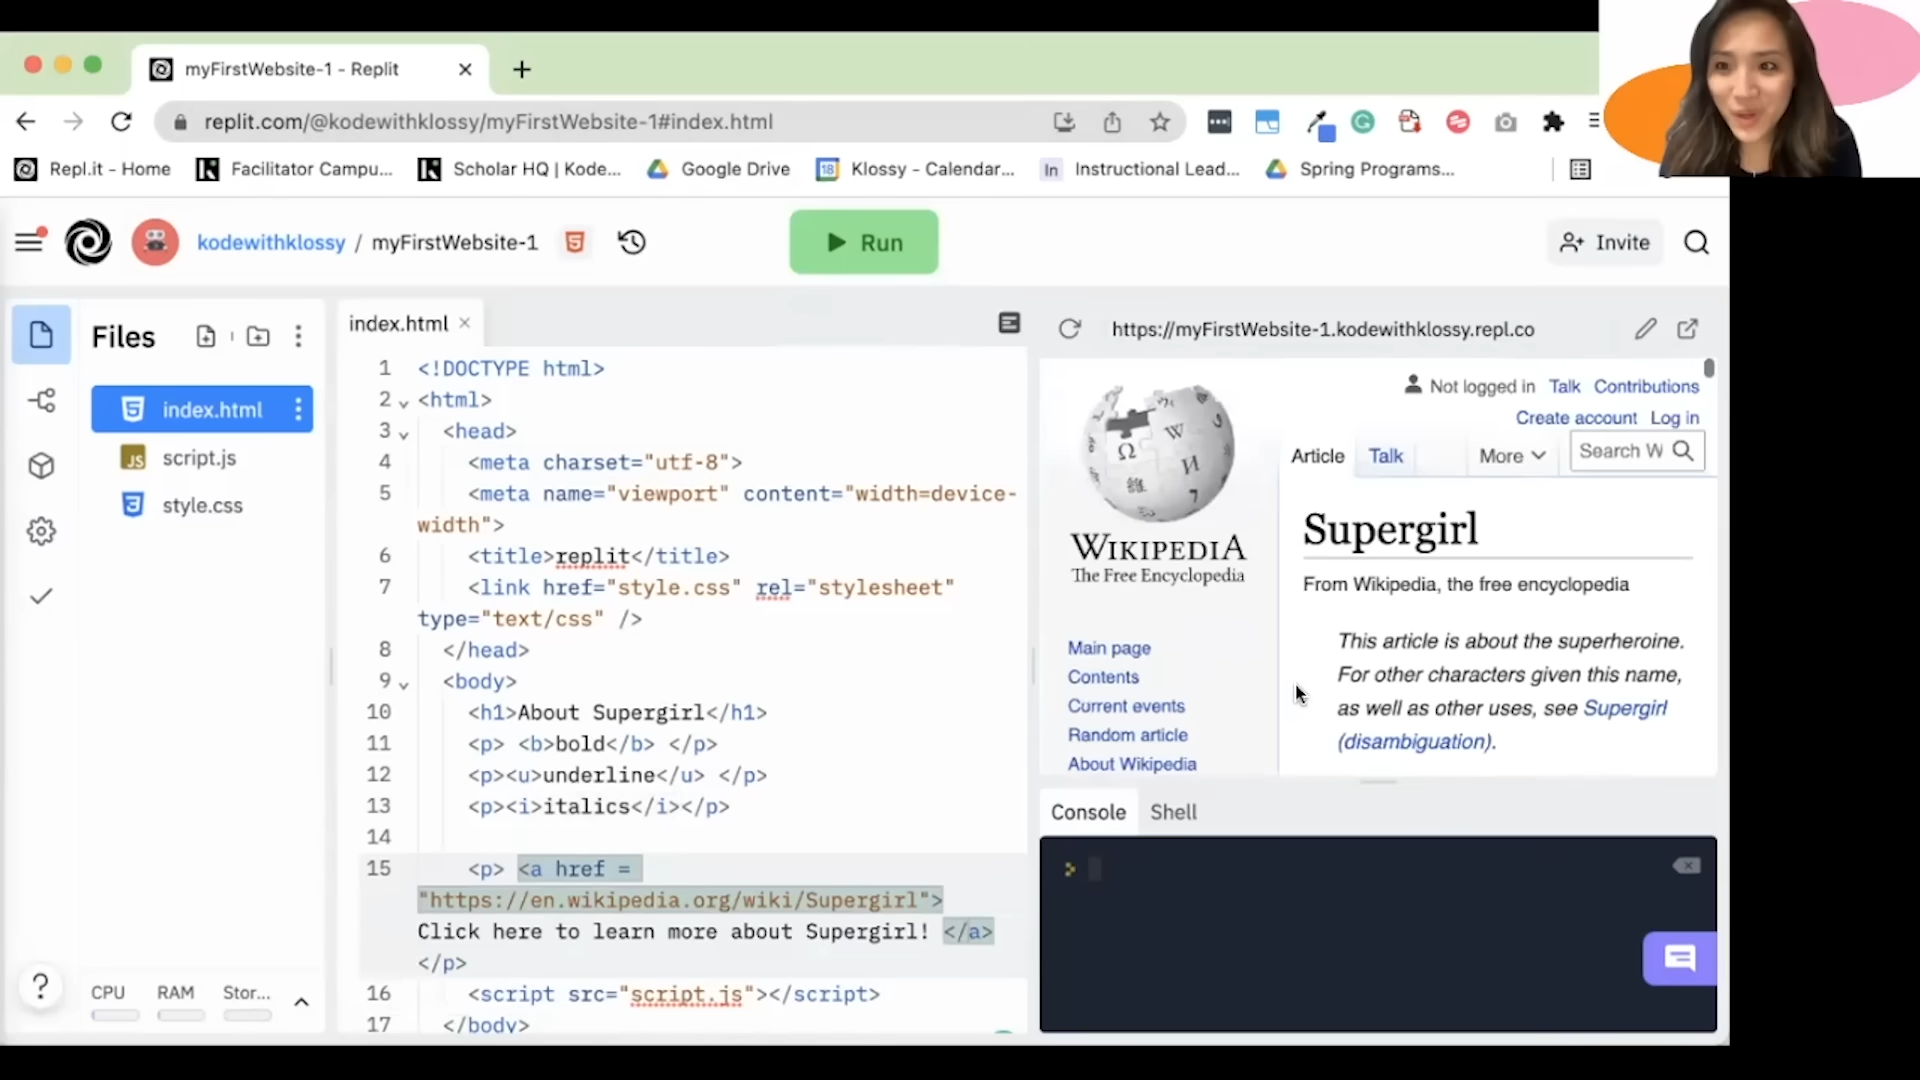 myFirstWebsite-1 - Replit
replit.com/@kodewithklossy/myFirstWebsite-1#index.html
Repl.it - Home
Facilitator Campu...
Scholar HQ | Kode...
Google Drive
18
Klossy - Calendar...
In
Instructional Lead...
Spring Programs...
kodewithklossy / myFirstWebsite-1
Run
Invite
Files
index.html
JS script.js
style.css
CPU
RAM
Stor...
index.html
1 <!DOCTYPE html>
2 <html>
3 <head>
4 <meta charset="utf-8">
5 <meta name="viewport" content="width=device-
width">
6 <title>replit</title>
7 <link href="style.css" rel="stylesheet"
type="text/css" />
8 </head>
9 <body>
10 <h1>About Supergirl</h1>
11 <p> <b>bold</b> </p>
12 <p><u>underline</u> </p>
13 <p><i>italics</i></p>
14
15 <p> <a href =
"https://en.wikipedia.org/wiki/Supergirl">
Click here to learn more about Supergirl! </a>
</p>
16 <script src="script.js"></script>
17 </body>
https://myFirstWebsite-1.kodewithklossy.repl.co
Not logged in Talk Contributions
Create account Log in
Article Talk More Search W
WIKIPEDIA
The Free Encyclopedia
Main page
Contents
Current events
Random article
About Wikipedia
Supergirl
From Wikipedia, the free encyclopedia
This article is about the superheroine.
For other characters given this name,
as well as other uses, see Supergirl
(disambiguation).
Console Shell